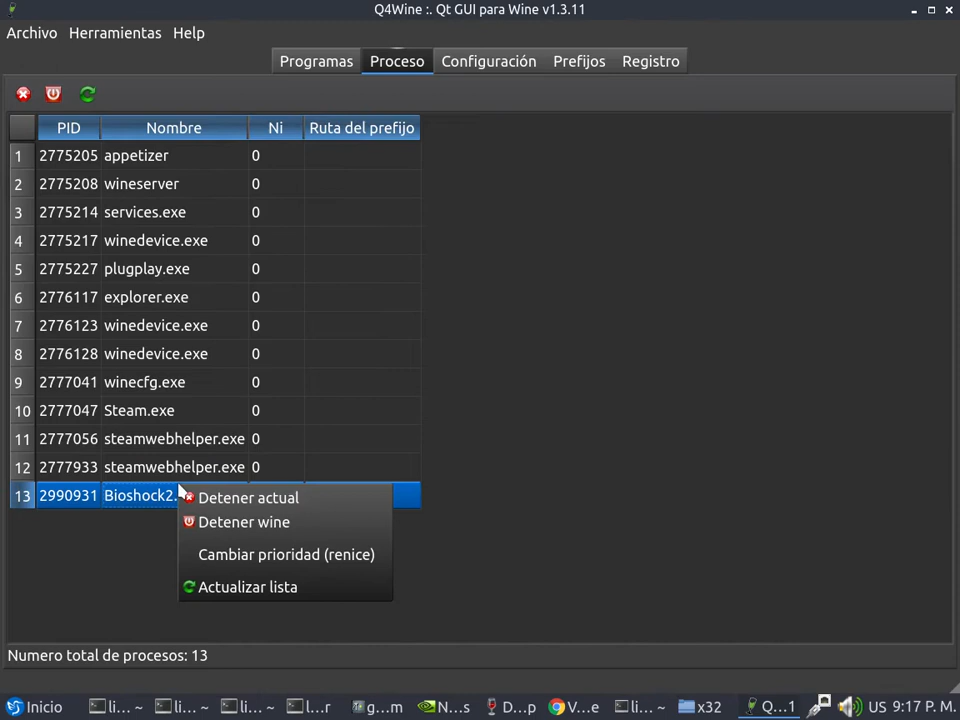 Q4Wine :. Qt GUI para Wine v1.3.11
Archivo Herramientas Help
Programas Proceso Configuración Prefijos Registro
PID Nombre Ni Ruta del prefijo
1 2775205 appetizer 0
2 2775208 wineserver 0
3 2775214 services.exe 0
4 2775217 winedevice.exe 0
5 2775227 plugplay.exe 0
6 2776117 explorer.exe 0
7 2776123 winedevice.exe 0
8 2776128 winedevice.exe 0
9 2777041 winecfg.exe 0
10 2777047 Steam.exe 0
11 2777056 steamwebhelper.exe 0
12 2777933 steamwebhelper.exe 0
13 2990931 Bioshock2.
Detener actual
Detener wine
Cambiar prioridad (renice)
Actualizar lista
Numero total de procesos: 13
Inicio li... ~ li... ~ li... ~ li...r g...m N...s D...p V...e li... ~ x32 Q...1 US 9:17 P. M.